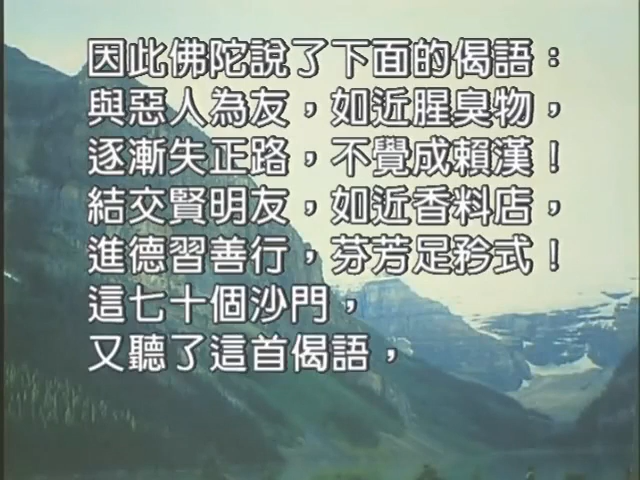 因此佛陀說了下面的偈語：
與惡人為友，如近腥臭物，
逐漸失正路，不覺成賴漢！
結交賢明友，如近香料店，
進德習善行，芬芳足矜式！
這七十個沙門，
又聽了這首偈語，